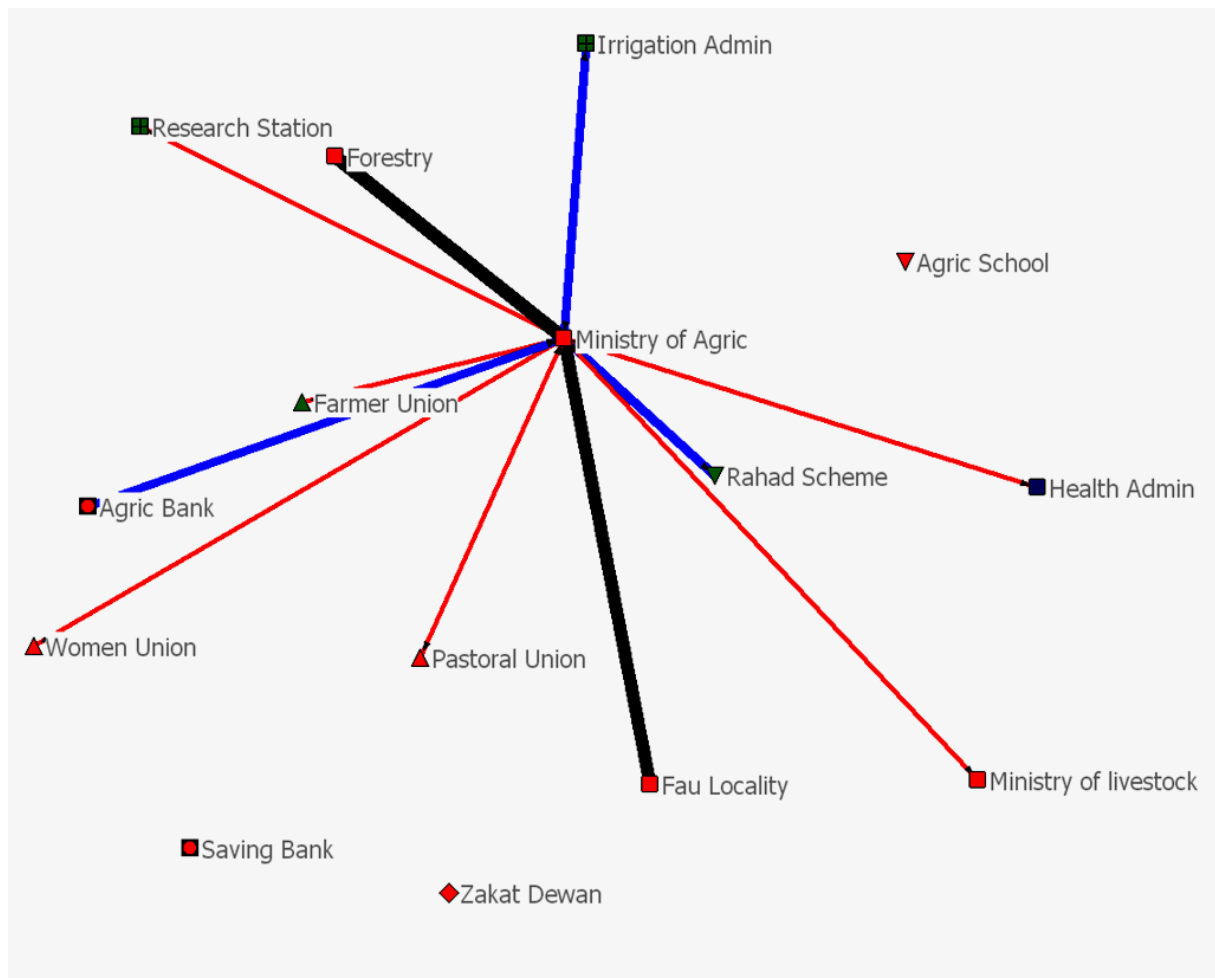 Irrigation Admin
Research Station
Forestry
Agric School
Ministry of Agric
Farmer Union
Rahad Scheme
Health Admin
Agric Bank
Women Union
Pastoral Union
Ministry of livestock
Fau Locality
Saving Bank
Zakat Dewan